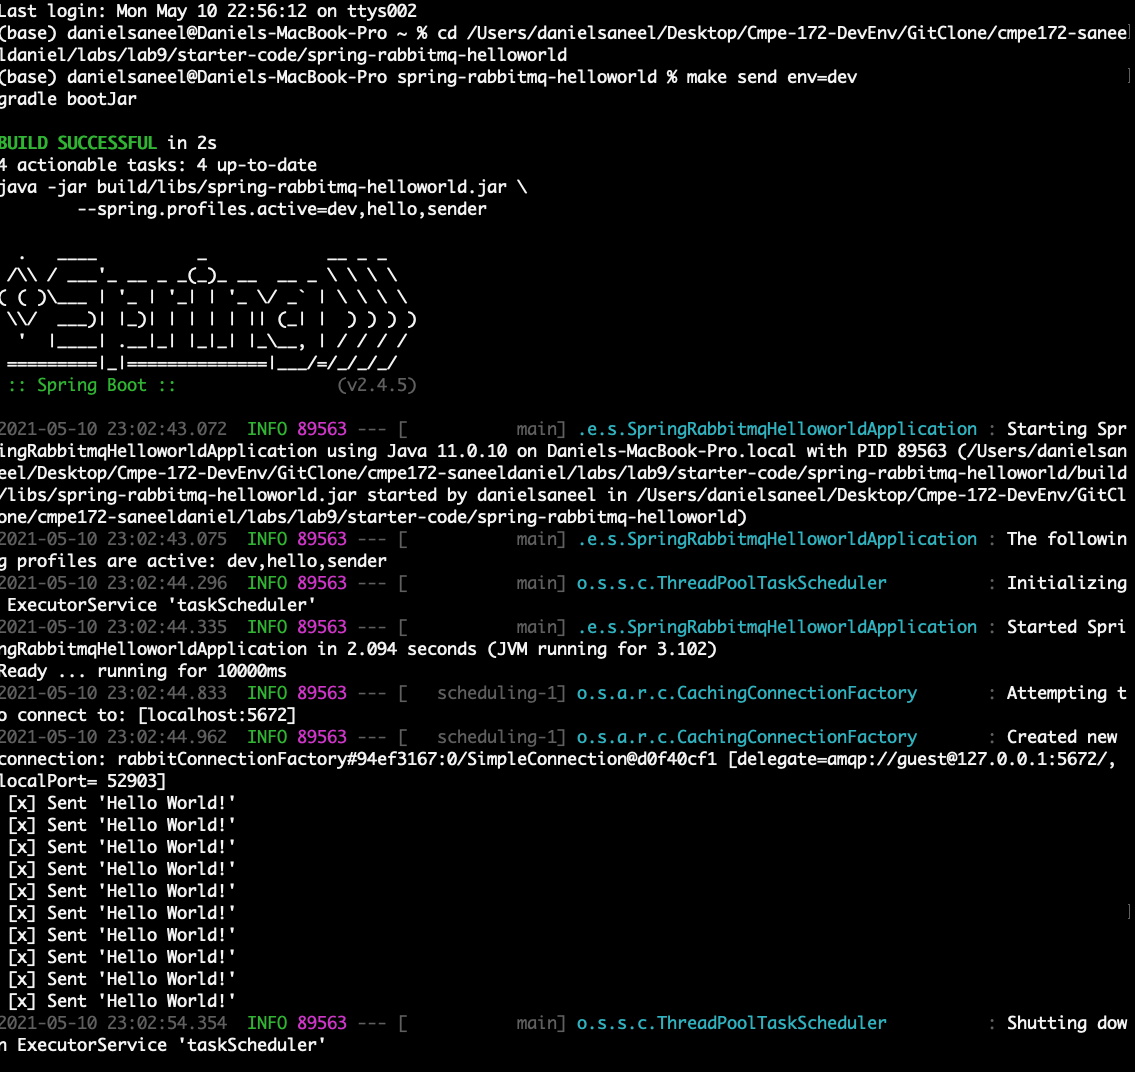 Last login: Mon May 10 22:56:12 on ttys002
(base) danielsaneel@Daniels-MacBook-Pro ~ % cd /Users/danielsaneel/Desktop/Cmpe-172-DevEnv/GitClone/cmpe172-sanee
ldaniel/labs/lab9/starter-code/spring-rabbitmq-helloworld
(base) danielsaneel@Daniels-MacBook-Pro spring-rabbitmq-helloworld % make send env=dev
gradle bootJar

BUILD SUCCESSFUL in 2s
4 actionable tasks: 4 up-to-date
java -jar build/libs/spring-rabbitmq-helloworld.jar \
        --spring.profiles.active=dev,hello,sender

  .   ____          _            __ _ _
 /\\ / ___'_ __ _ _(_)_ __  __ _ \ \ \ \
( ( )\___ | '_ | '_| | '_ \/ _` | \ \ \ \
 \\/  ___)| |_)| | | | | || (_| |  ) ) ) )
  '  |____| .__|_| |_|_| |_\__, | / / / /
 =========|_|==============|___/=/_/_/_/
 :: Spring Boot ::                (v2.4.5)

2021-05-10 23:02:43.072  INFO 89563 --- [           main] .e.s.SpringRabbitmqHelloworldApplication : Starting Spr
ingRabbitmqHelloworldApplication using Java 11.0.10 on Daniels-MacBook-Pro.local with PID 89563 (/Users/danielsan
eel/Desktop/Cmpe-172-DevEnv/GitClone/cmpe172-saneeldaniel/labs/lab9/starter-code/spring-rabbitmq-helloworld/build
/libs/spring-rabbitmq-helloworld.jar started by danielsaneel in /Users/danielsaneel/Desktop/Cmpe-172-DevEnv/GitCl
one/cmpe172-saneeldaniel/labs/lab9/starter-code/spring-rabbitmq-helloworld)
2021-05-10 23:02:43.075  INFO 89563 --- [           main] .e.s.SpringRabbitmqHelloworldApplication : The followin
g profiles are active: dev,hello,sender
2021-05-10 23:02:44.296  INFO 89563 --- [           main] o.s.s.c.ThreadPoolTaskScheduler          : Initializing
 ExecutorService 'taskScheduler'
2021-05-10 23:02:44.335  INFO 89563 --- [           main] .e.s.SpringRabbitmqHelloworldApplication : Started Spri
ngRabbitmqHelloworldApplication in 2.094 seconds (JVM running for 3.102)
Ready ... running for 10000ms
2021-05-10 23:02:44.833  INFO 89563 --- [   scheduling-1] o.s.a.r.c.CachingConnectionFactory       : Attempting t
o connect to: [localhost:5672]
2021-05-10 23:02:44.962  INFO 89563 --- [   scheduling-1] o.s.a.r.c.CachingConnectionFactory       : Created new
connection: rabbitConnectionFactory#94ef3167:0/SimpleConnection@d0f40cf1 [delegate=amqp://guest@127.0.0.1:5672/,
localPort= 52903]
 [x] Sent 'Hello World!'
 [x] Sent 'Hello World!'
 [x] Sent 'Hello World!'
 [x] Sent 'Hello World!'
 [x] Sent 'Hello World!'
 [x] Sent 'Hello World!'
 [x] Sent 'Hello World!'
 [x] Sent 'Hello World!'
 [x] Sent 'Hello World!'
 [x] Sent 'Hello World!'
2021-05-10 23:02:54.354  INFO 89563 --- [           main] o.s.s.c.ThreadPoolTaskScheduler          : Shutting dow
n ExecutorService 'taskScheduler'